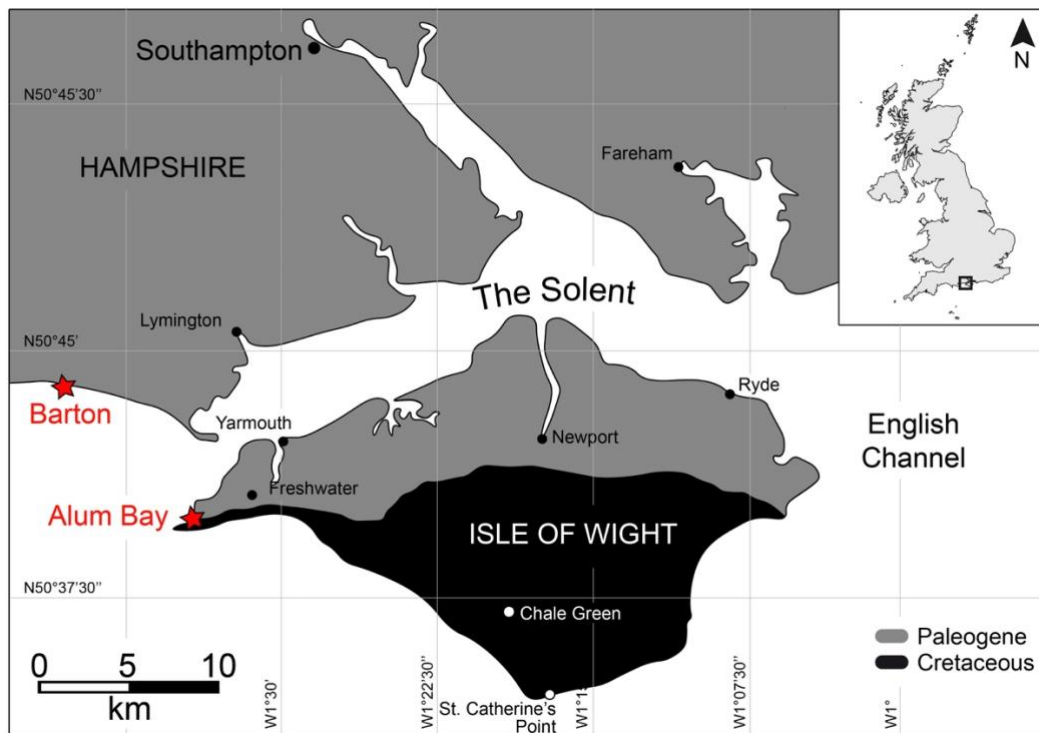 Southampton
N
N50°45'30''
HAMPSHIRE
Fareham
The Solent
Lymington
N50°45'
Barton
Ryde
Yarmouth
Newport
English
Channel
Freshwater
Alum Bay
ISLE OF WIGHT
N50°37'30''
Chale Green
Paleogene
Cretaceous
0 5 10
km
W1°30'
W1°22'30''
St. Catherine's
Point
W1°1
W1°07'30''
W1°